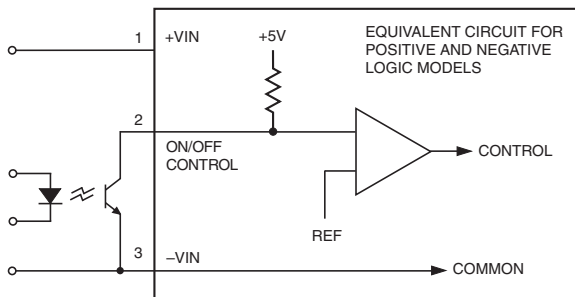 EQUIVALENT CIRCUIT FOR
POSITIVE AND NEGATIVE
LOGIC MODELS
1 +VIN
+5V
2
ON/OFF
CONTROL
CONTROL
REF
3 –VIN
COMMON